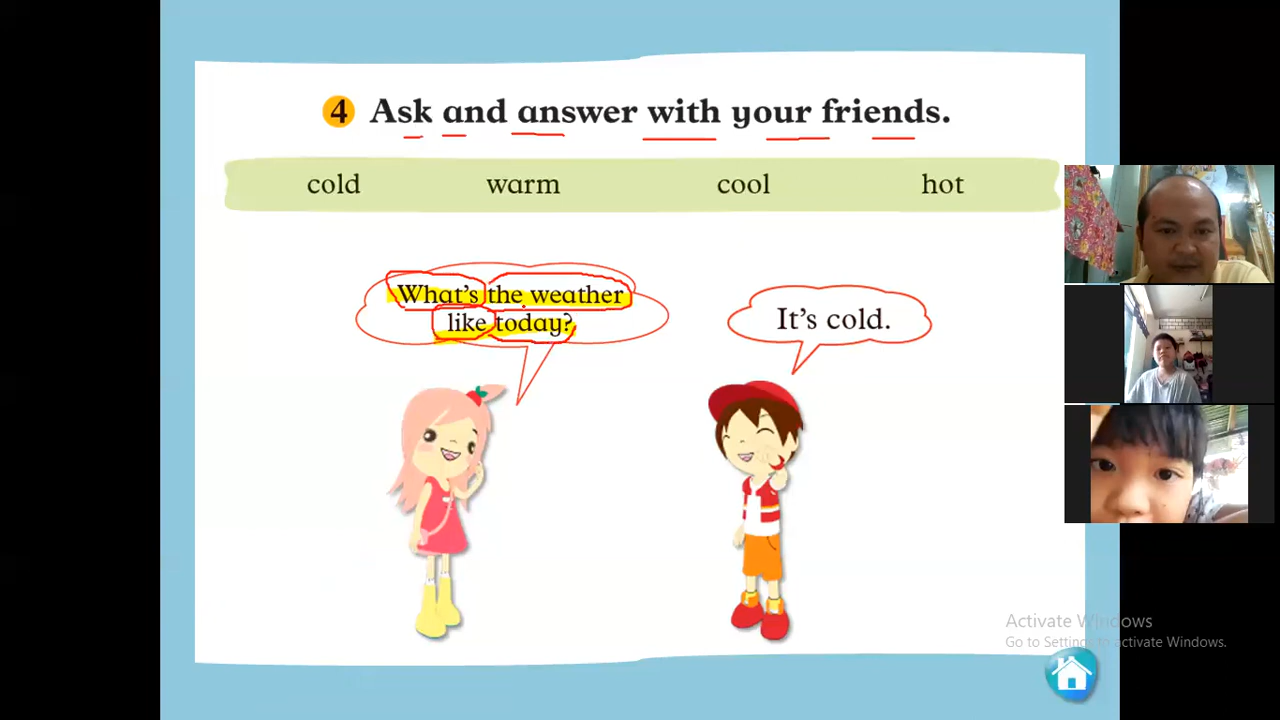 4 Ask and answer with your friends.
cold warm cool hot
What's the weather
like today?
It's cold.
Activate Windows
Go to Settings to activate Windows.